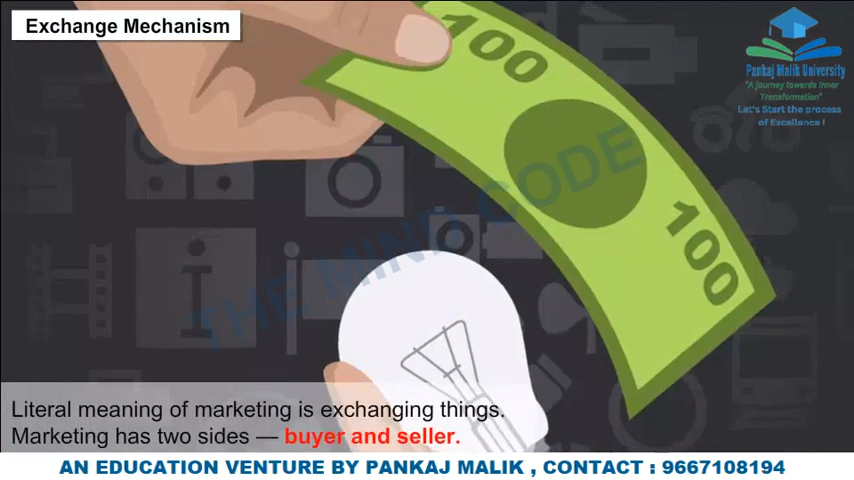 Exchange Mechanism
100
100
Pankaj Malik University
"A journey towards Inner
Transformation"
Let's Start the process
of Excellence !
THE MIND CODE
Literal meaning of marketing is exchanging things.
Marketing has two sides — buyer and seller.
AN EDUCATION VENTURE BY PANKAJ MALIK , CONTACT : 9667108194